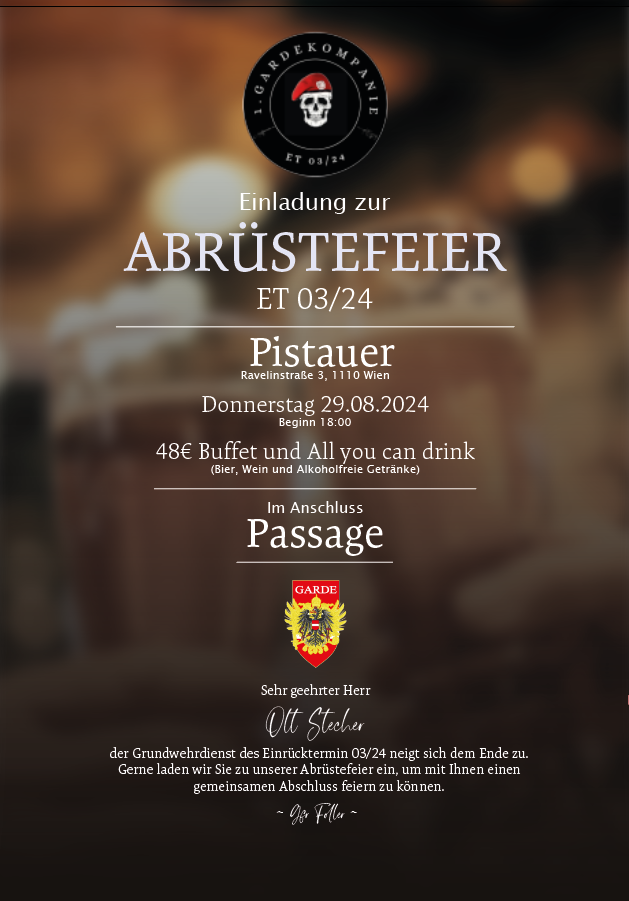 1. GARDEKOMPANIE
ET 03/24
Einladung zur
ABRÜSTEFEIER
ET 03/24
Pistauer
Ravelinstraße 3, 1110 Wien
Donnerstag 29.08.2024
Beginn 18:00
48€ Buffet und All you can drink
(Bier, Wein und Alkoholfreie Getränke)
Im Anschluss
Passage
GARDE
Sehr geehrter Herr
Olt Stecher
der Grundwehrdienst des Einrücktermin 03/24 neigt sich dem Ende zu.
Gerne laden wir Sie zu unserer Abrüstefeier ein, um mit Ihnen einen
gemeinsamen Abschluss feiern zu können.
~ Gfr Foller ~